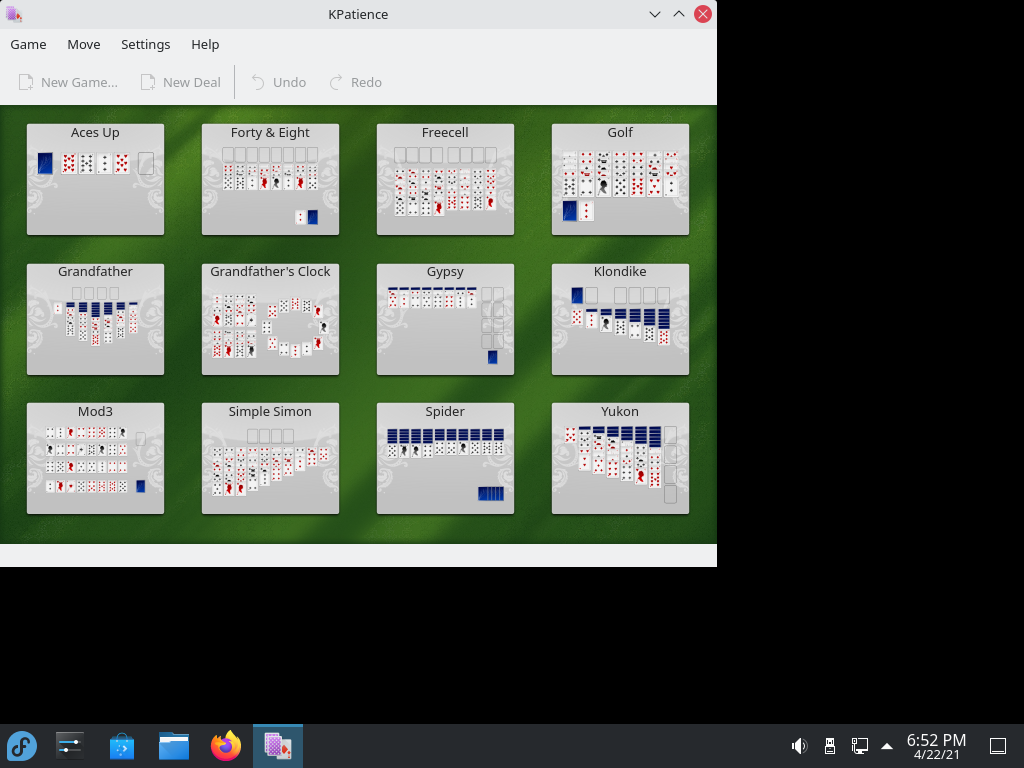 KPatience
Game Move Settings Help
New Game... New Deal Undo Redo
Aces Up Forty & Eight Freecell Golf
Grandfather Grandfather's Clock Gypsy Klondike
Mod3 Simple Simon Spider Yukon
6:52 PM
4/22/21